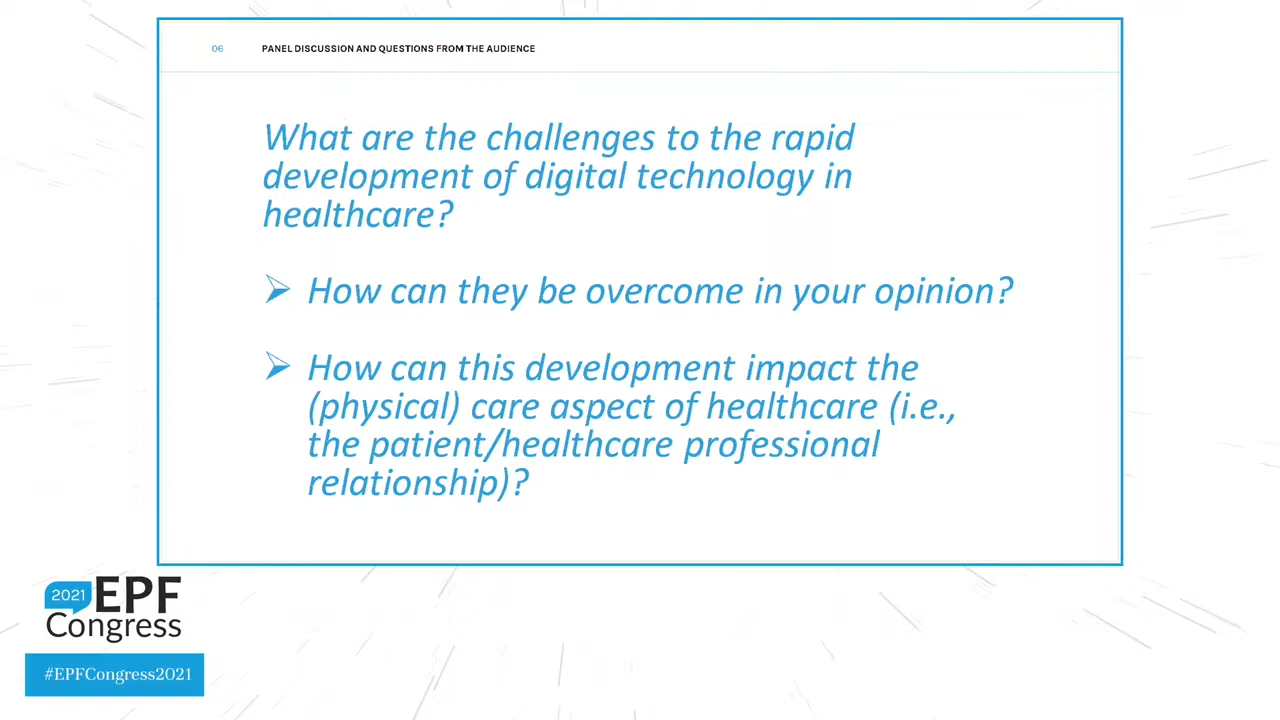 06 PANEL DISCUSSION AND QUESTIONS FROM THE AUDIENCE
What are the challenges to the rapid
development of digital technology in
healthcare?
➢ How can they be overcome in your opinion?
➢ How can this development impact the
(physical) care aspect of healthcare (i.e.,
the patient/healthcare professional
relationship)?
2021 EPF
Congress
#EPFCongress2021